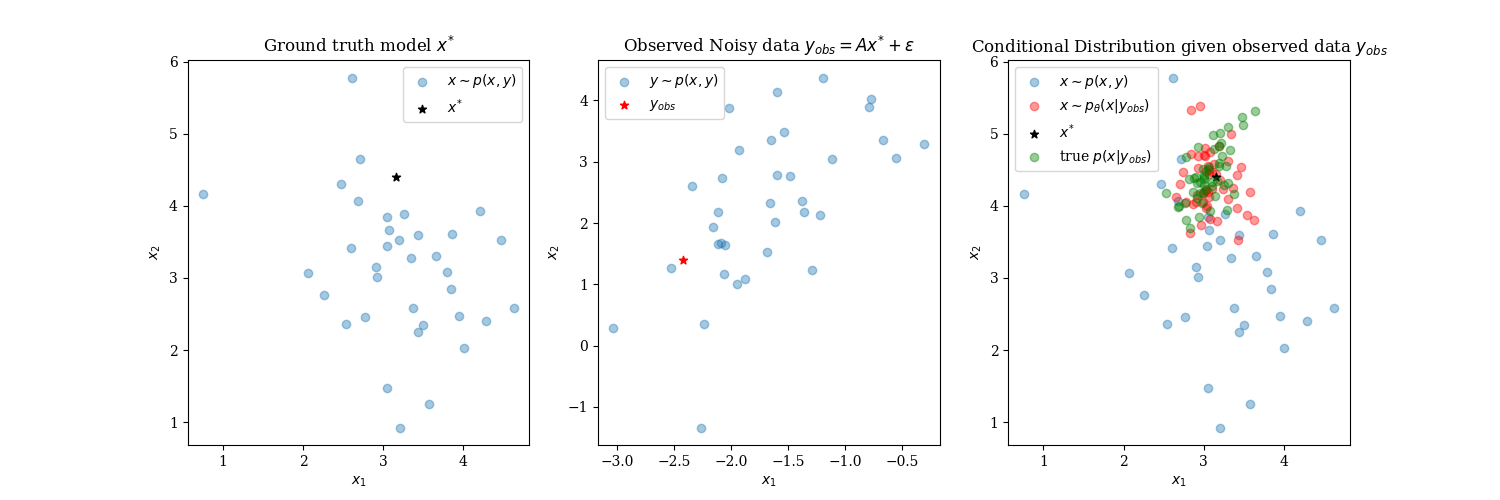 Ground truth model x*
x ~ p(x, y)
x*
6
5
4
3
2
1
x₂
1 2 3 4
x₁
Observed Noisy data y_obs = Ax* + ε
y ~ p(x, y)
y_obs
4
3
2
1
0
−1
x₂
−3.0 −2.5 −2.0 −1.5 −1.0 −0.5
x₁
Conditional Distribution given observed data y_obs
x ~ p(x, y)
x ~ p_θ(x|y_obs)
x*
true p(x|y_obs)
6
5
4
3
2
1
x₂
1 2 3 4
x₁